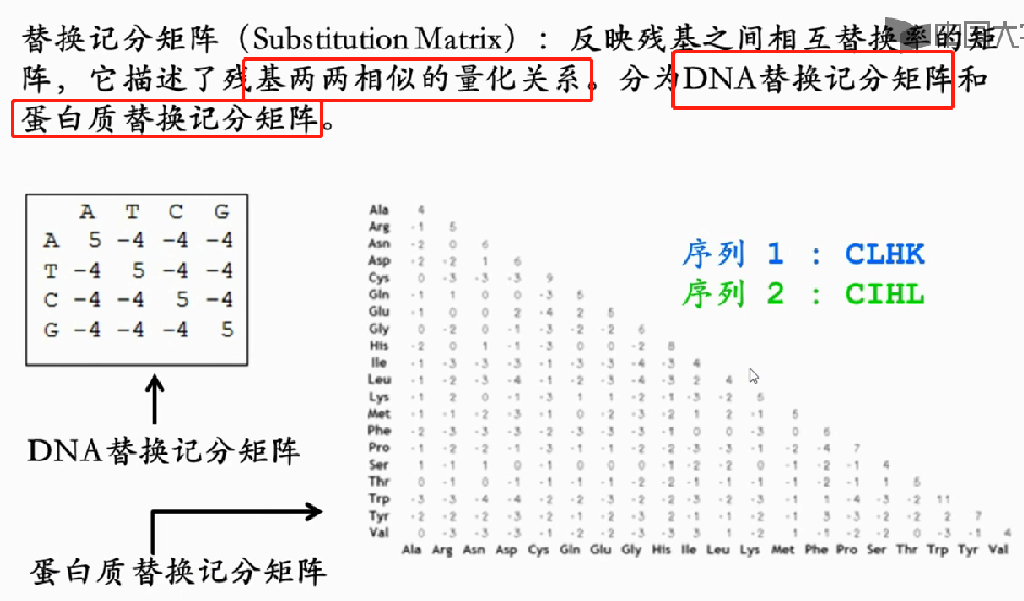 国大
替换记分矩阵（Substitution Matrix）：反映残基之间相互替换率的矩
阵，它描述了残基两两相似的量化关系。分为DNA替换记分矩阵和
蛋白质替换记分矩阵。
A T C G
A 5 -4 -4 -4
T -4 5 -4 -4
C -4 -4 5 -4
G -4 -4 -4 5
DNA替换记分矩阵
蛋白质替换记分矩阵
Ala 4
Arg -1 5
Asn -2 0 6
Asp -2 -2 1 6
Cys 0 -3 -3 -3 9
Gln -1 1 0 0 -3 5
Glu -1 0 0 2 -4 2 5
Gly 0 -2 0 -1 -3 -2 -2 6
His -2 0 1 -1 -3 0 0 -2 8
Ile -1 -3 -3 -3 -1 -3 -3 -4 -3 4
Leu -1 -2 -3 -4 -1 -2 -3 -4 -3 2 4
Lys -1 2 0 -1 -3 1 1 -2 -1 -3 -2 5
Met -1 -1 -2 -3 -1 0 -2 -3 -2 1 2 -1 5
Phe -2 -3 -3 -3 -2 -3 -3 -3 -1 0 0 -3 0 6
Pro -1 -2 -2 -1 -3 -1 -1 -2 -2 -3 -3 -1 -2 -4 7
Ser 1 -1 1 0 -1 0 0 0 -1 -2 -2 0 -1 -2 -1 4
Thr 0 -1 0 -1 -1 -1 -1 -2 -2 -1 -1 -1 -1 -2 -1 1 5
Trp -3 -3 -4 -4 -2 -2 -3 -2 -2 -3 -2 -3 -1 1 -4 -3 -2 11
Tyr -2 -2 -2 -3 -2 -1 -2 -3 2 -1 -1 -2 -1 3 -3 -2 -2 2 7
Val 0 -3 -3 -3 -1 -2 -2 -3 -3 3 1 -2 1 -1 -2 -2 0 -3 -1 4
Ala Arg Asn Asp Cys Gln Glu Gly His Ile Leu Lys Met Phe Pro Ser Thr Trp Tyr Val
序列 1 : CLHK
序列 2 : CIHL